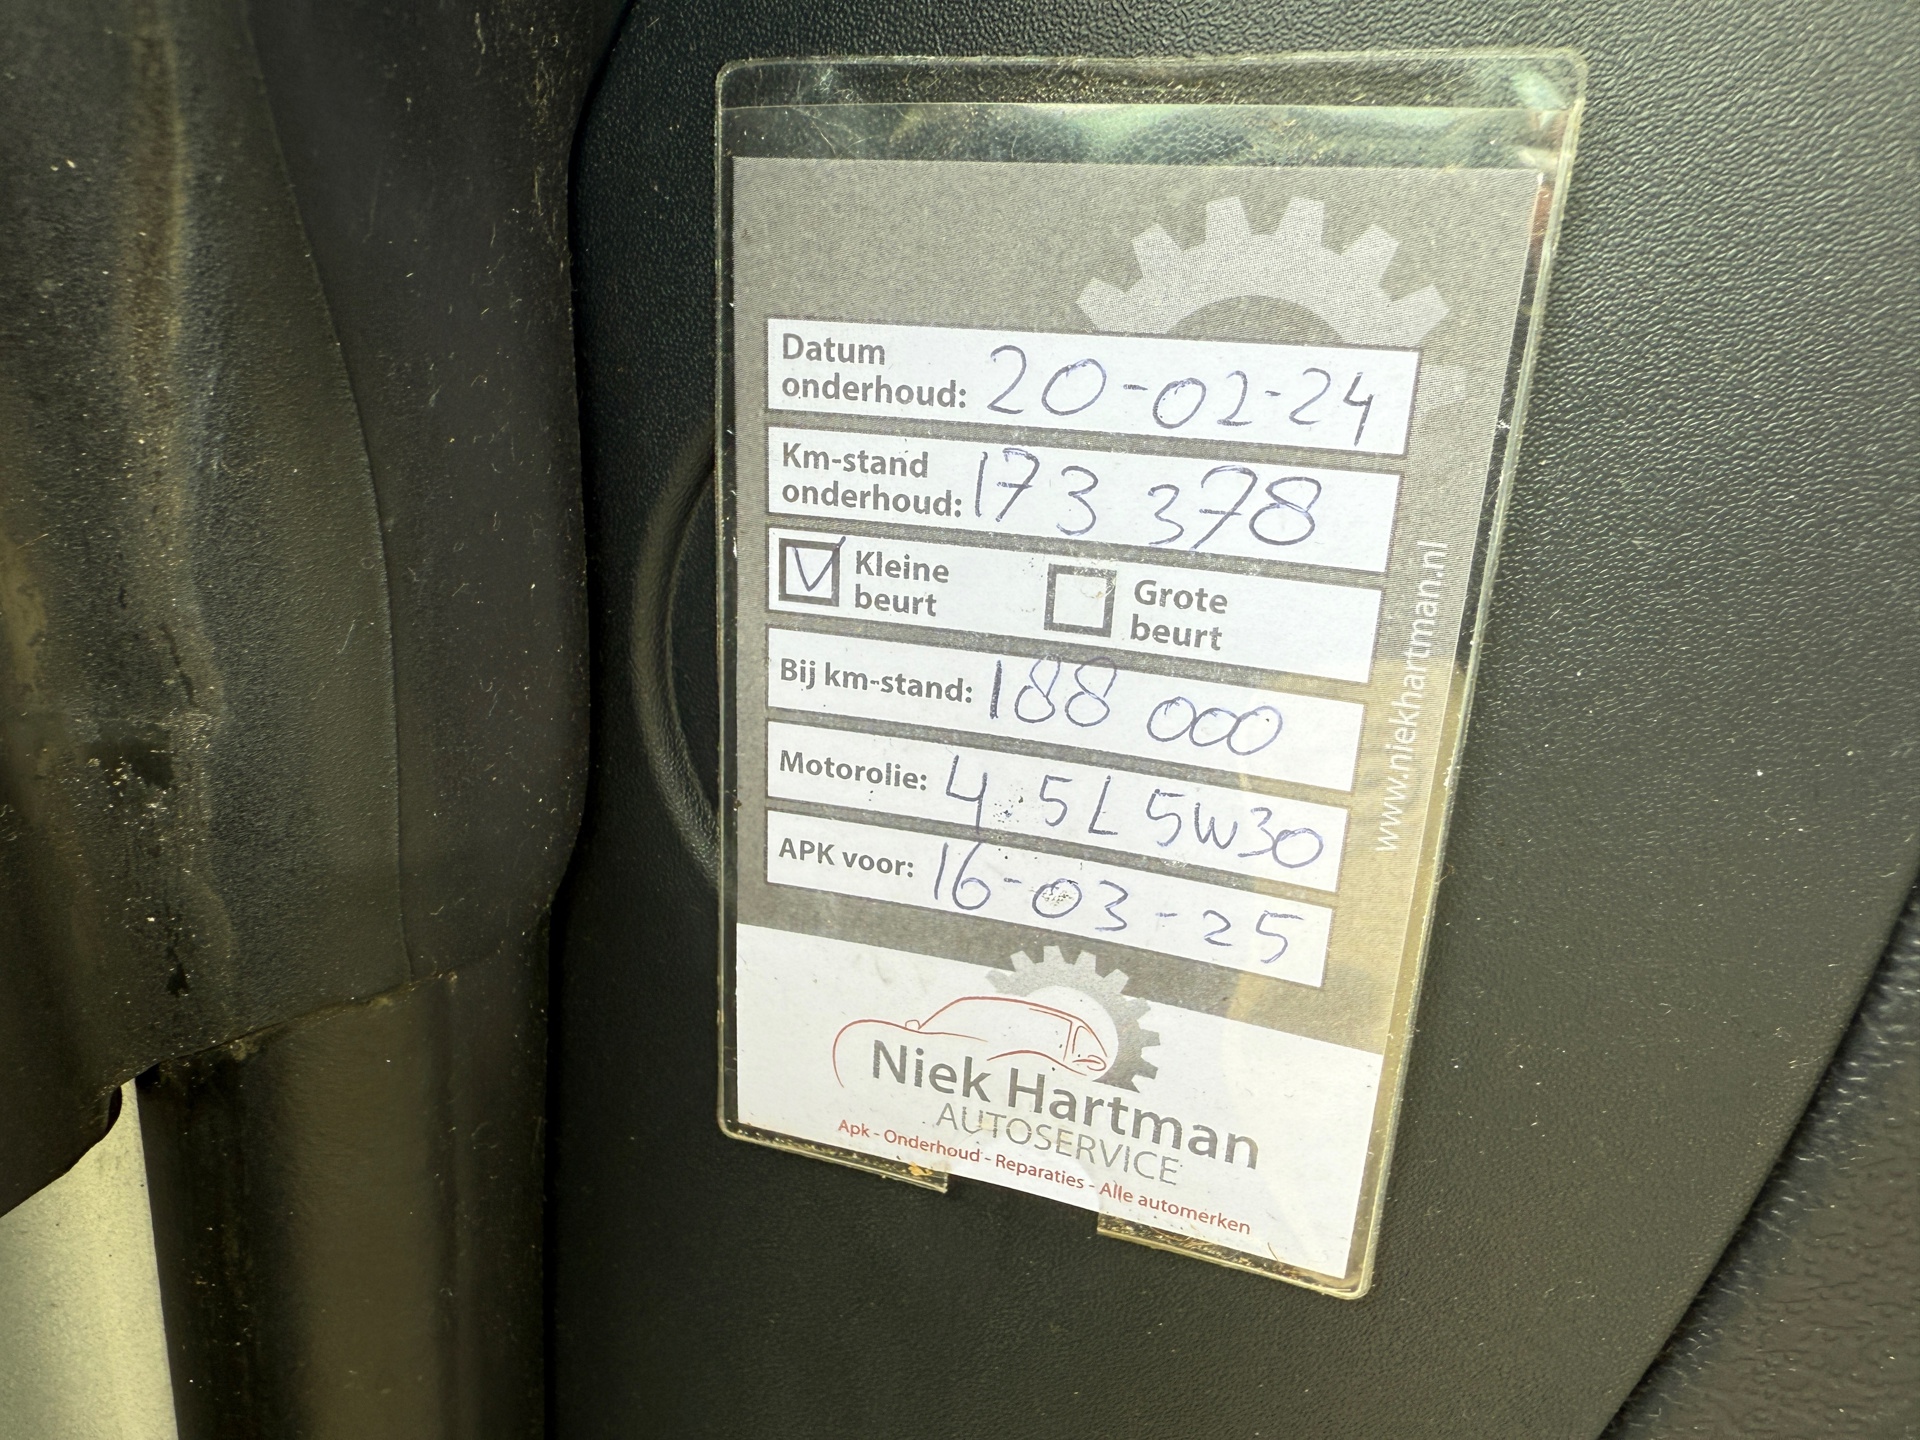 Datum
onderhoud: 20-02-24
Km-stand
onderhoud: 173 378
Kleine
beurt
Grote
beurt
Bij km-stand: 188 000
Motorolie: 4.5L 5W30
APK voor: 16-03-25
www.niekhartman.nl
Niek Hartman
AUTOSERVICE
Apk - Onderhoud - Reparaties - Alle automerken